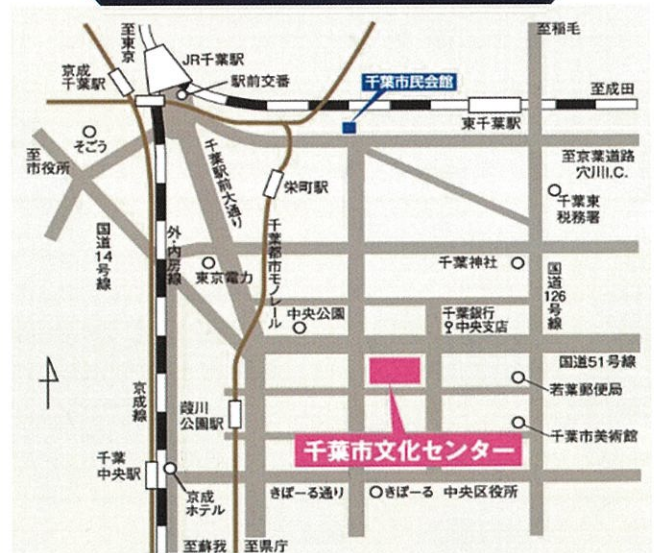 至東京
至稲毛
JR千葉駅
京成
千葉駅
駅前交番
千葉市民会館
至成田
そごう
東千葉駅
至
市役所
千葉駅前大通り
至京葉道路
穴川I.C.
栄町駅
千葉東
税務署
国道14号線
外・内房線
千葉都市モノレール
東京電力
千葉神社
国道126号線
中央公園
千葉銀行
中央支店
国道51号線
京成線
葭川
公園駅
若葉郵便局
千葉市美術館
千葉市文化センター
千葉
中央駅
京成
ホテル
きぼーる通り
きぼーる
中央区役所
至蘇我
至県庁